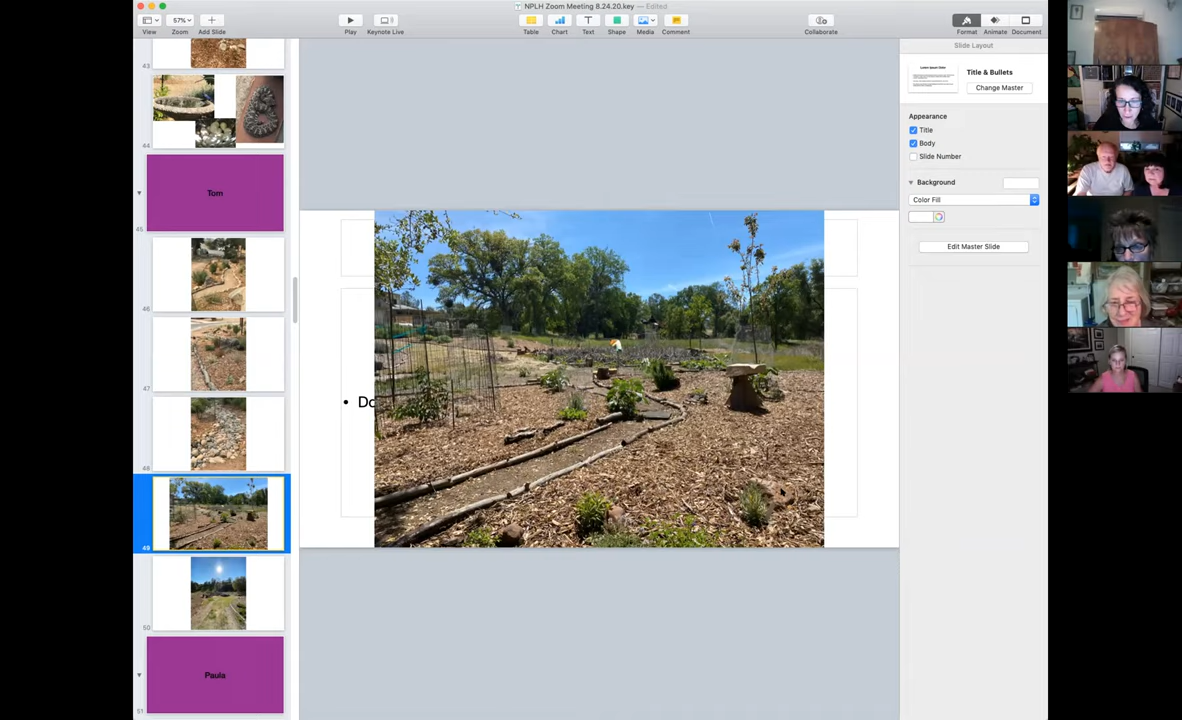 NPLH Zoom Meeting 8.24.20.key — Edited
57%
View
Zoom
Add Slide
Play
Keynote Live
Table
Chart
Text
Shape
Media
Comment
Collaborate
Format
Animate
Document
43
44
Tom
45
46
47
48
49
50
Paula
51
• Do
Slide Layout
Title & Bullets
Change Master
Appearance
Title
Body
Slide Number
Background
Color Fill
Edit Master Slide